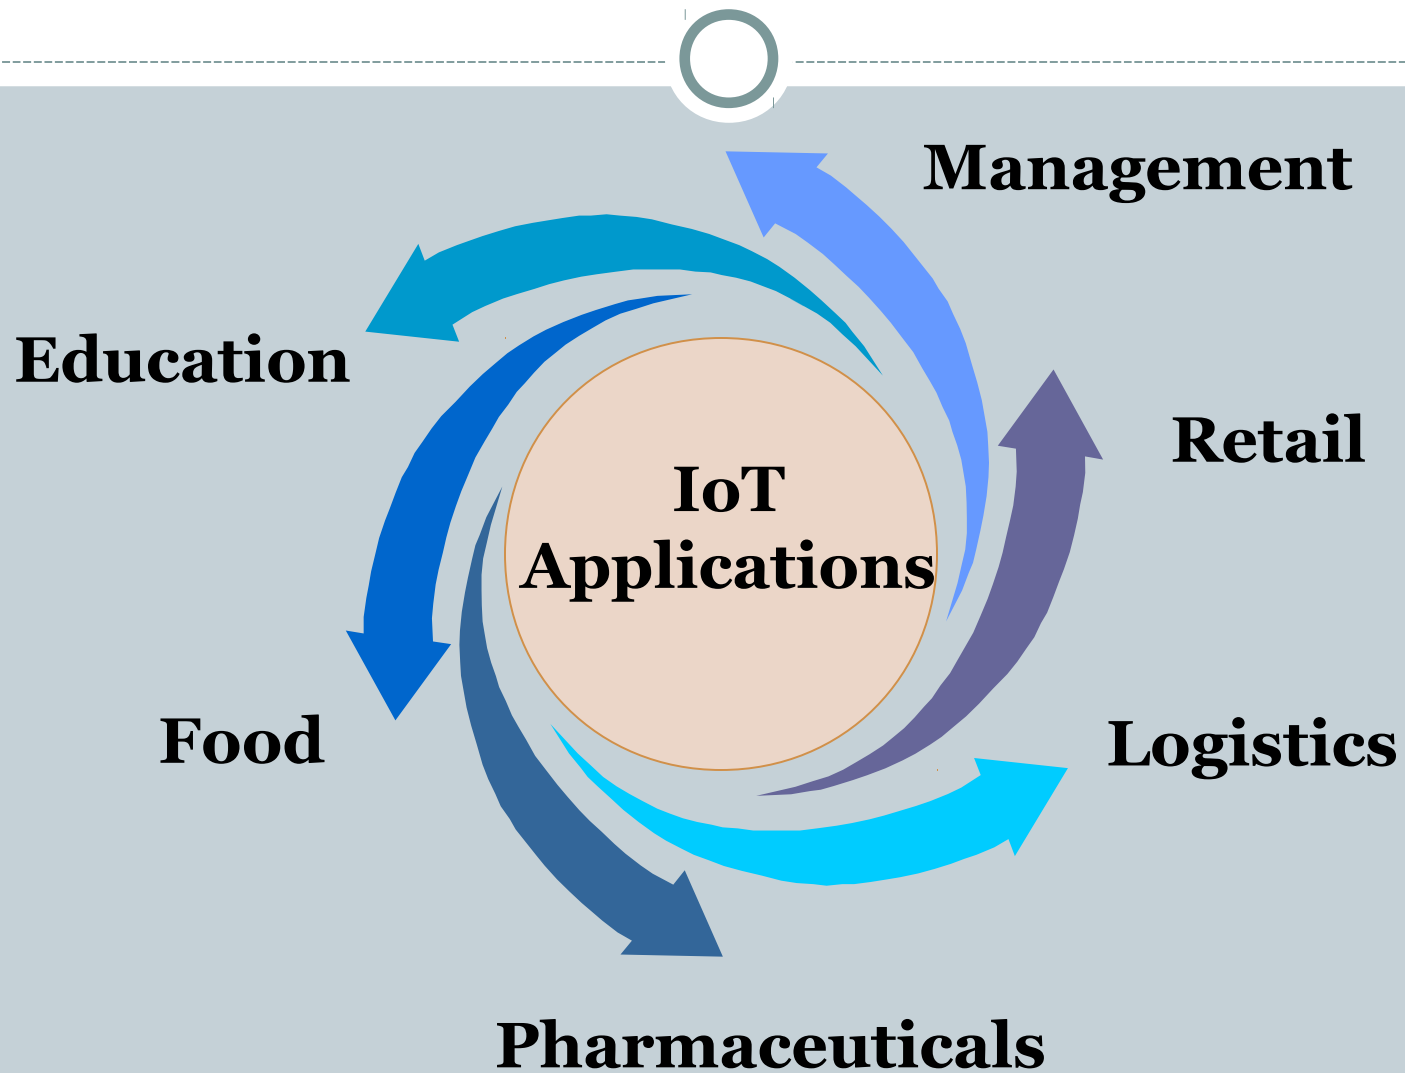 Management
Education
Retail
IoT
Applications
Food
Logistics
Pharmaceuticals